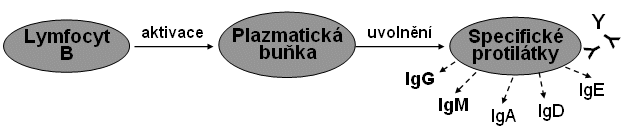 Lymfocyt
B
aktivace
Plazmatická
buňka
uvolnění
Specifické
protilátky
Y
Y
Y
IgG
IgM
IgA
IgD
IgE